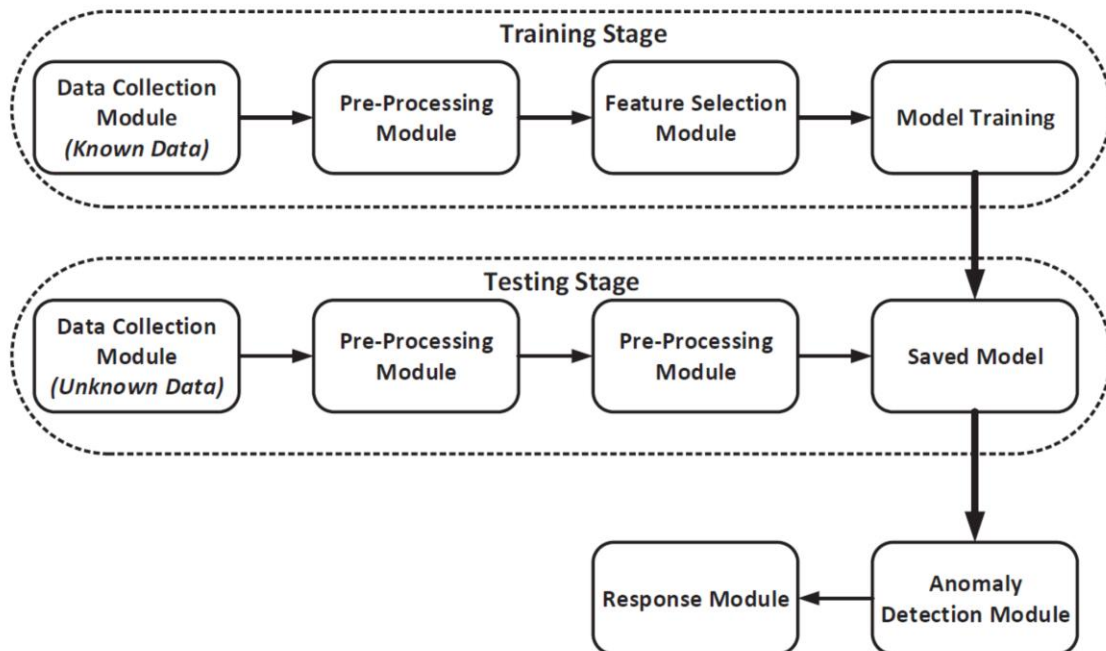 Training Stage
Data Collection
Module
(Known Data)
Pre-Processing
Module
Feature Selection
Module
Model Training
Testing Stage
Data Collection
Module
(Unknown Data)
Pre-Processing
Module
Pre-Processing
Module
Saved Model
Response Module
Anomaly
Detection Module